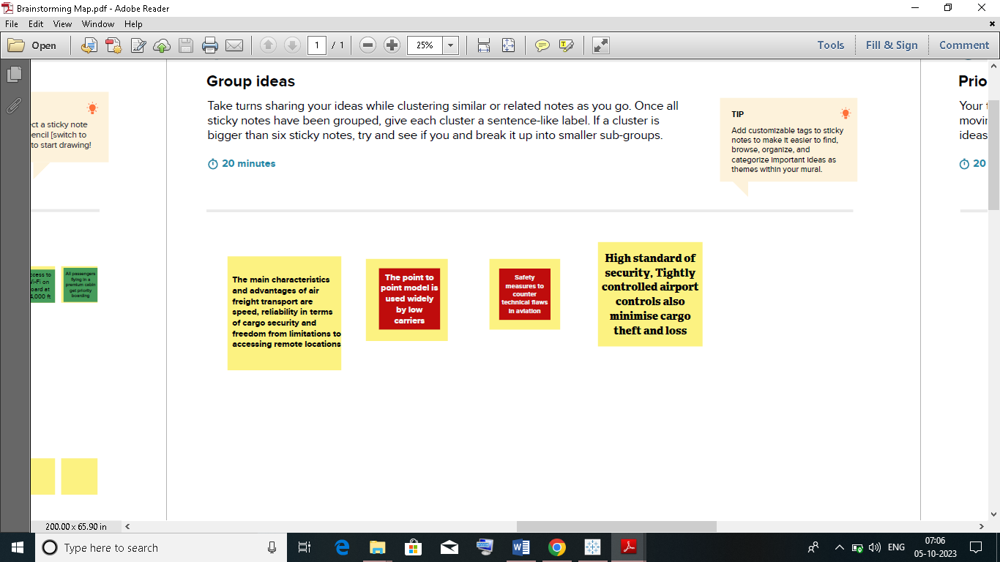 Brainstorming Map.pdf - Adobe Reader
File Edit View Window Help
Open
1 / 1
25%
Tools Fill & Sign Comment
ct a sticky note
encil [switch to
to start drawing!
Group ideas
Take turns sharing your ideas while clustering similar or related notes as you go. Once all
sticky notes have been grouped, give each cluster a sentence-like label. If a cluster is
bigger than six sticky notes, try and see if you and break it up into smaller sub-groups.
20 minutes
TIP
Add customizable tags to sticky
notes to make it easier to find,
browse, organize, and
categorize important ideas as
themes within your mural.
Prio
Your t
movin
ideas
20
ccess to
Wi-Fi on
oard at
4,000 ft
All passengers
flying in a
premium cabin
get priority
boarding
The main characteristics
and advantages of air
freight transport are
speed, reliability in terms
of cargo security and
freedom from limitations to
accessing remote locations
The point to
point model is
used widely
by low
carriers
Safety
measures to
counter
technical flaws
in aviation
High standard of
security, Tightly
controlled airport
controls also
minimise cargo
theft and loss
200.00 x 65.90 in
Type here to search
ENG
07:06
05-10-2023